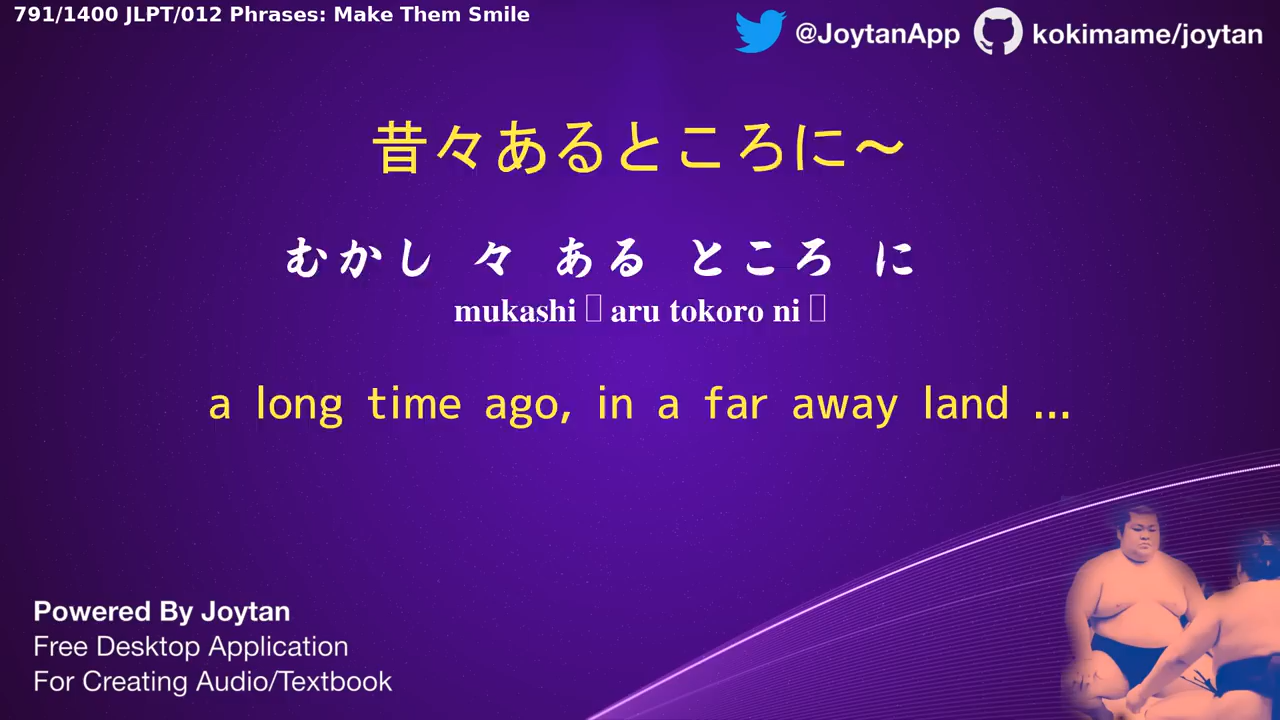 791/1400 JLPT/012 Phrases: Make Them Smile
@JoytanApp kokimame/joytan
昔々あるところに〜
むかし 々 ある ところ に
mukashi □ aru tokoro ni □
a long time ago, in a far away land ...
Powered By Joytan
Free Desktop Application
For Creating Audio/Textbook